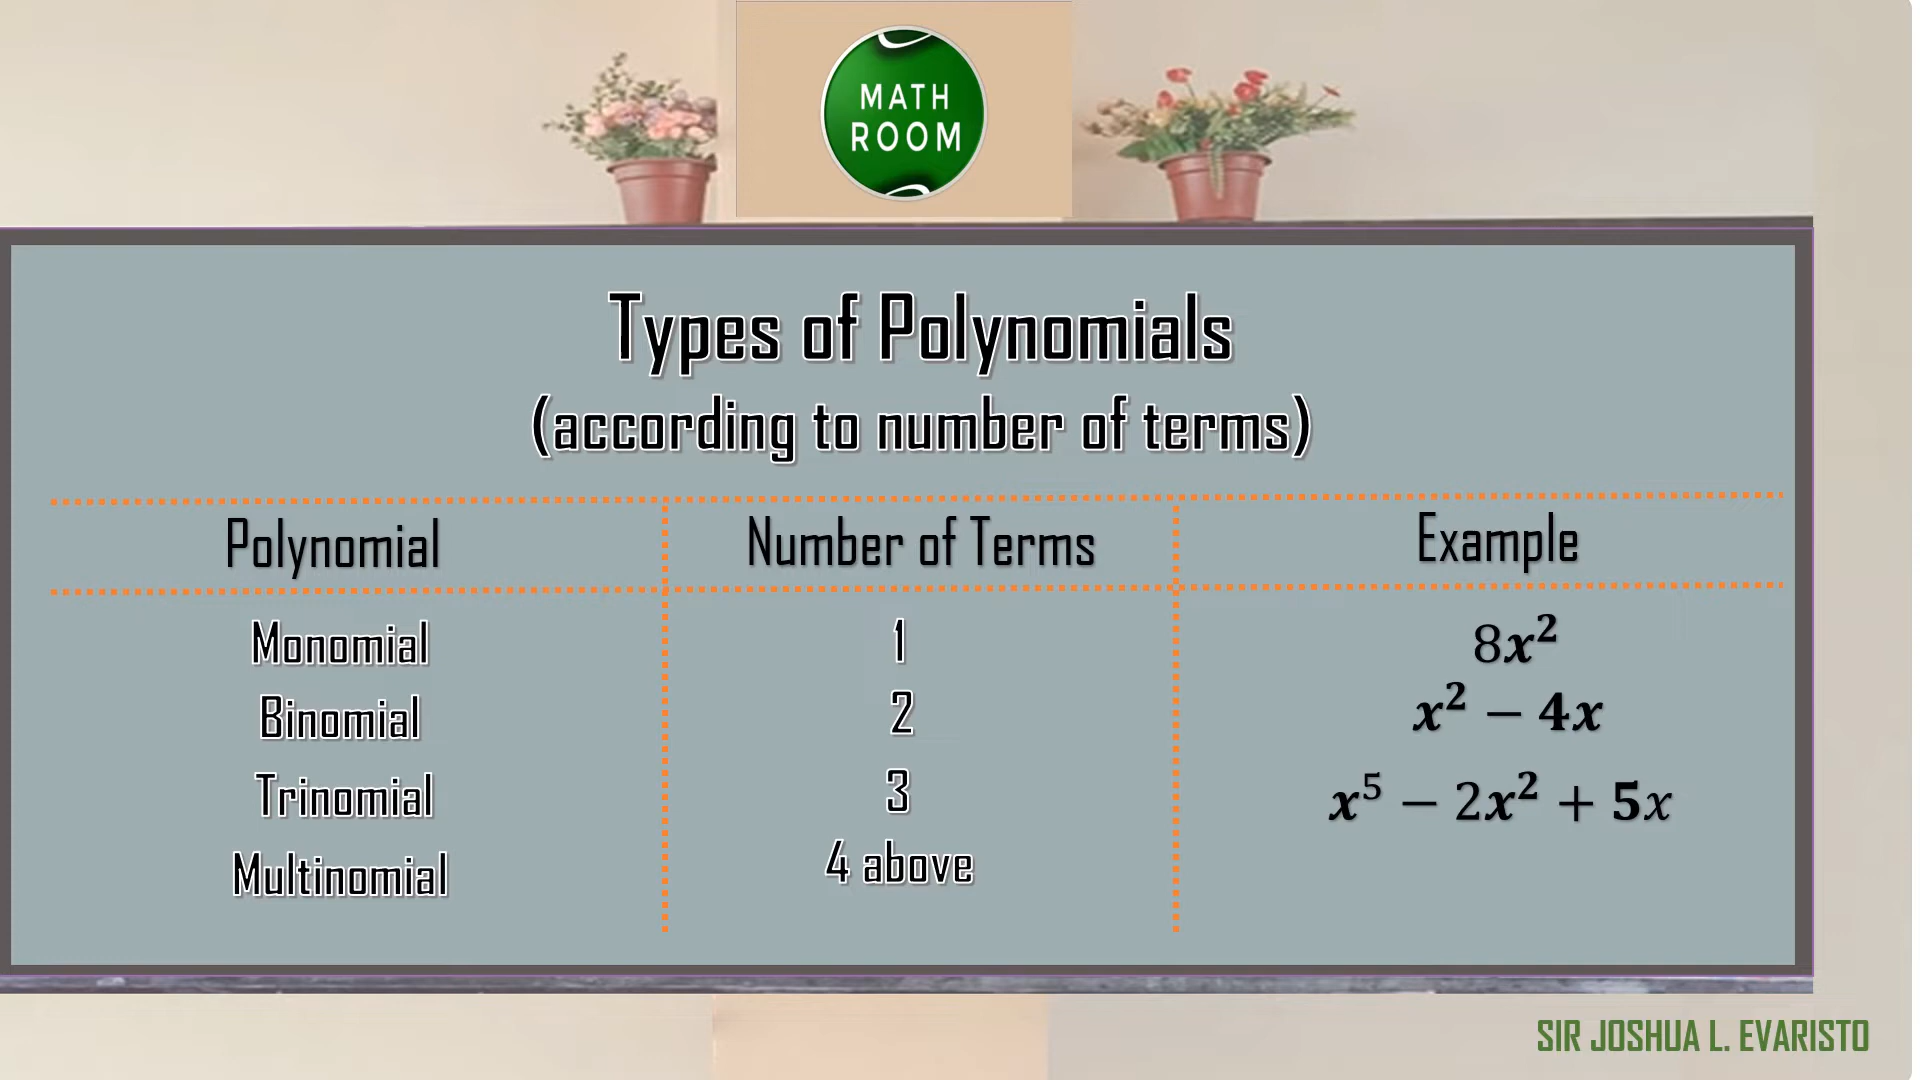 MATH
ROOM
Types of Polynomials
(according to number of terms)
Polynomial Number of Terms Example
Monomial 1 8x²
Binomial 2 x² − 4x
Trinomial 3 x⁵ − 2x² + 5x
Multinomial 4 above
SIR JOSHUA L. EVARISTO